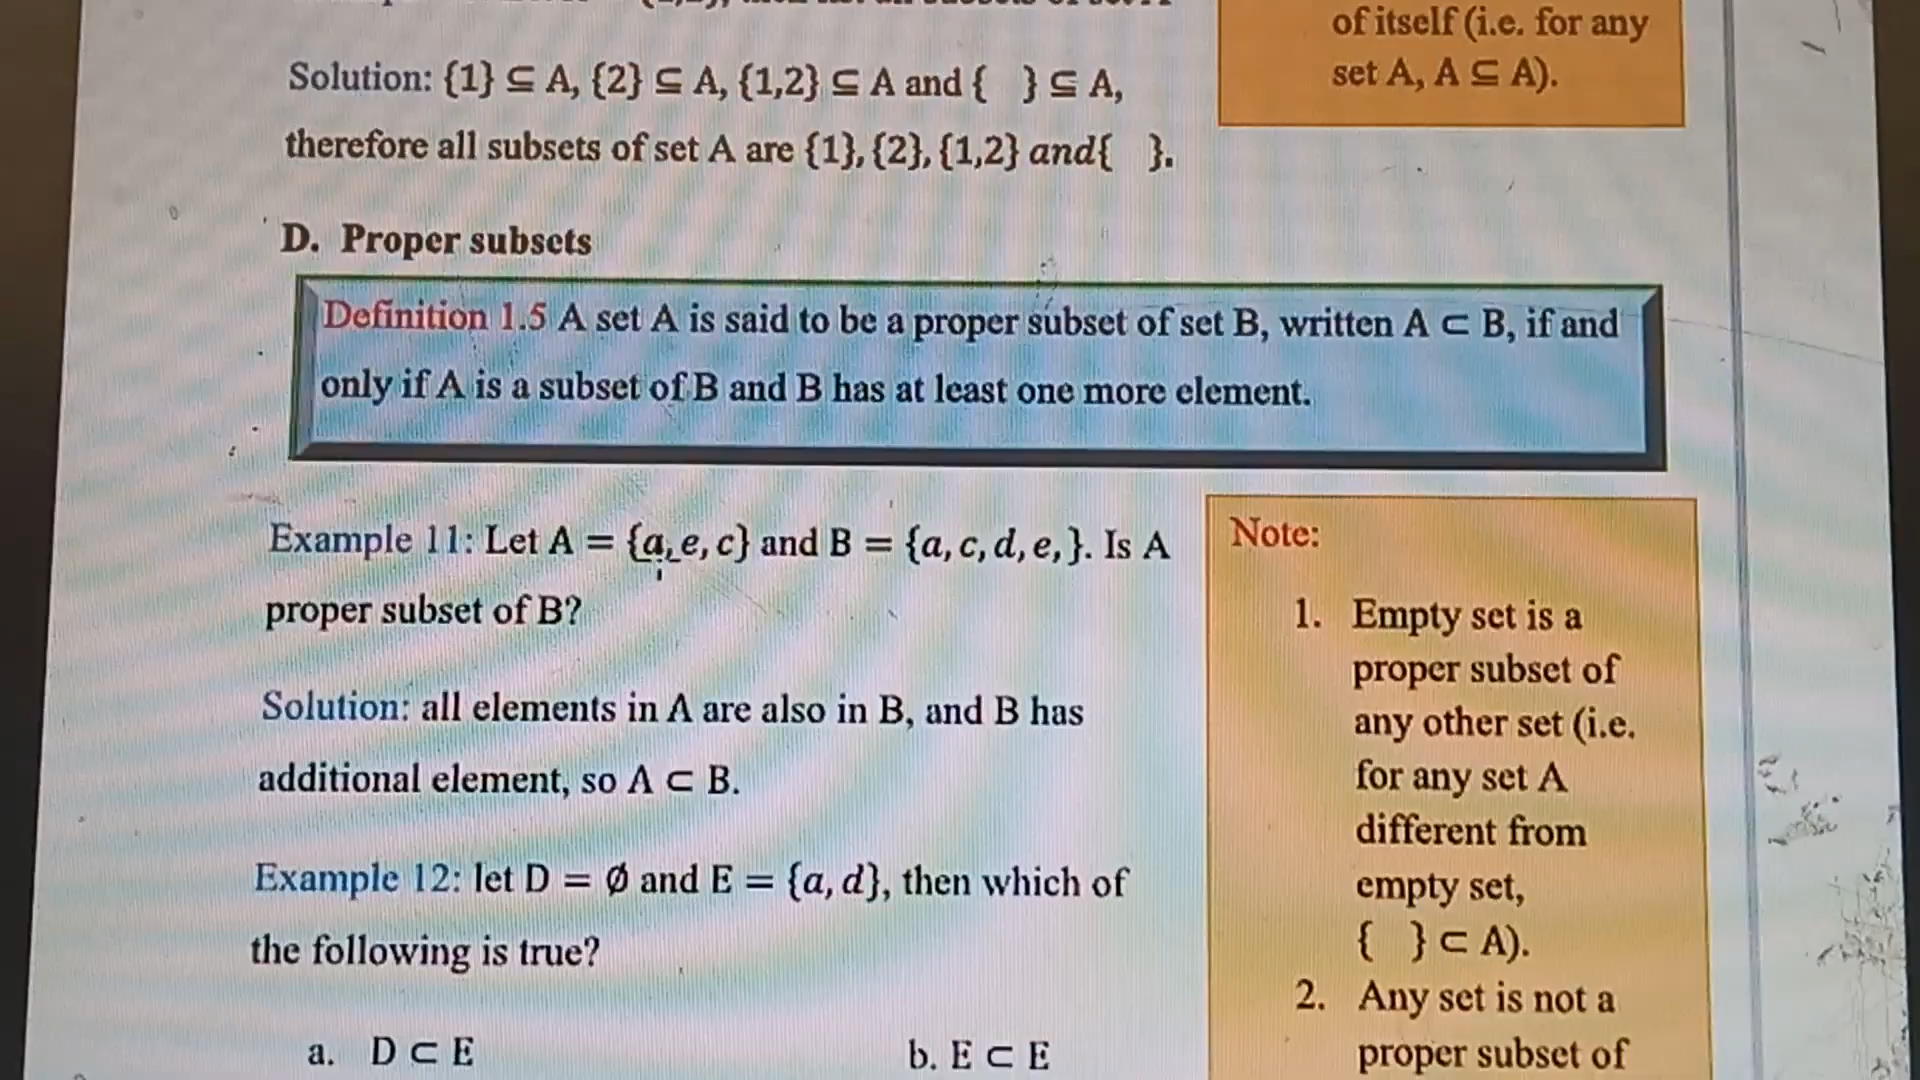 of itself (i.e. for any
set A, A ⊆ A).
Solution: {1} ⊆ A, {2} ⊆ A, {1,2} ⊆ A and { } ⊆ A,
therefore all subsets of set A are {1}, {2}, {1,2} and{ }.
D. Proper subsets
Definition 1.5 A set A is said to be a proper subset of set B, written A ⊂ B, if and
only if A is a subset of B and B has at least one more element.
Example 11: Let A = {a, e, c} and B = {a, c, d, e, }. Is A
proper subset of B?
Solution: all elements in A are also in B, and B has
additional element, so A ⊂ B.
Example 12: let D = Ø and E = {a, d}, then which of
the following is true?
a. D ⊂ E
b. E ⊂ E
Note:
1. Empty set is a
proper subset of
any other set (i.e.
for any set A
different from
empty set,
{ } ⊂ A).
2. Any set is not a
proper subset of